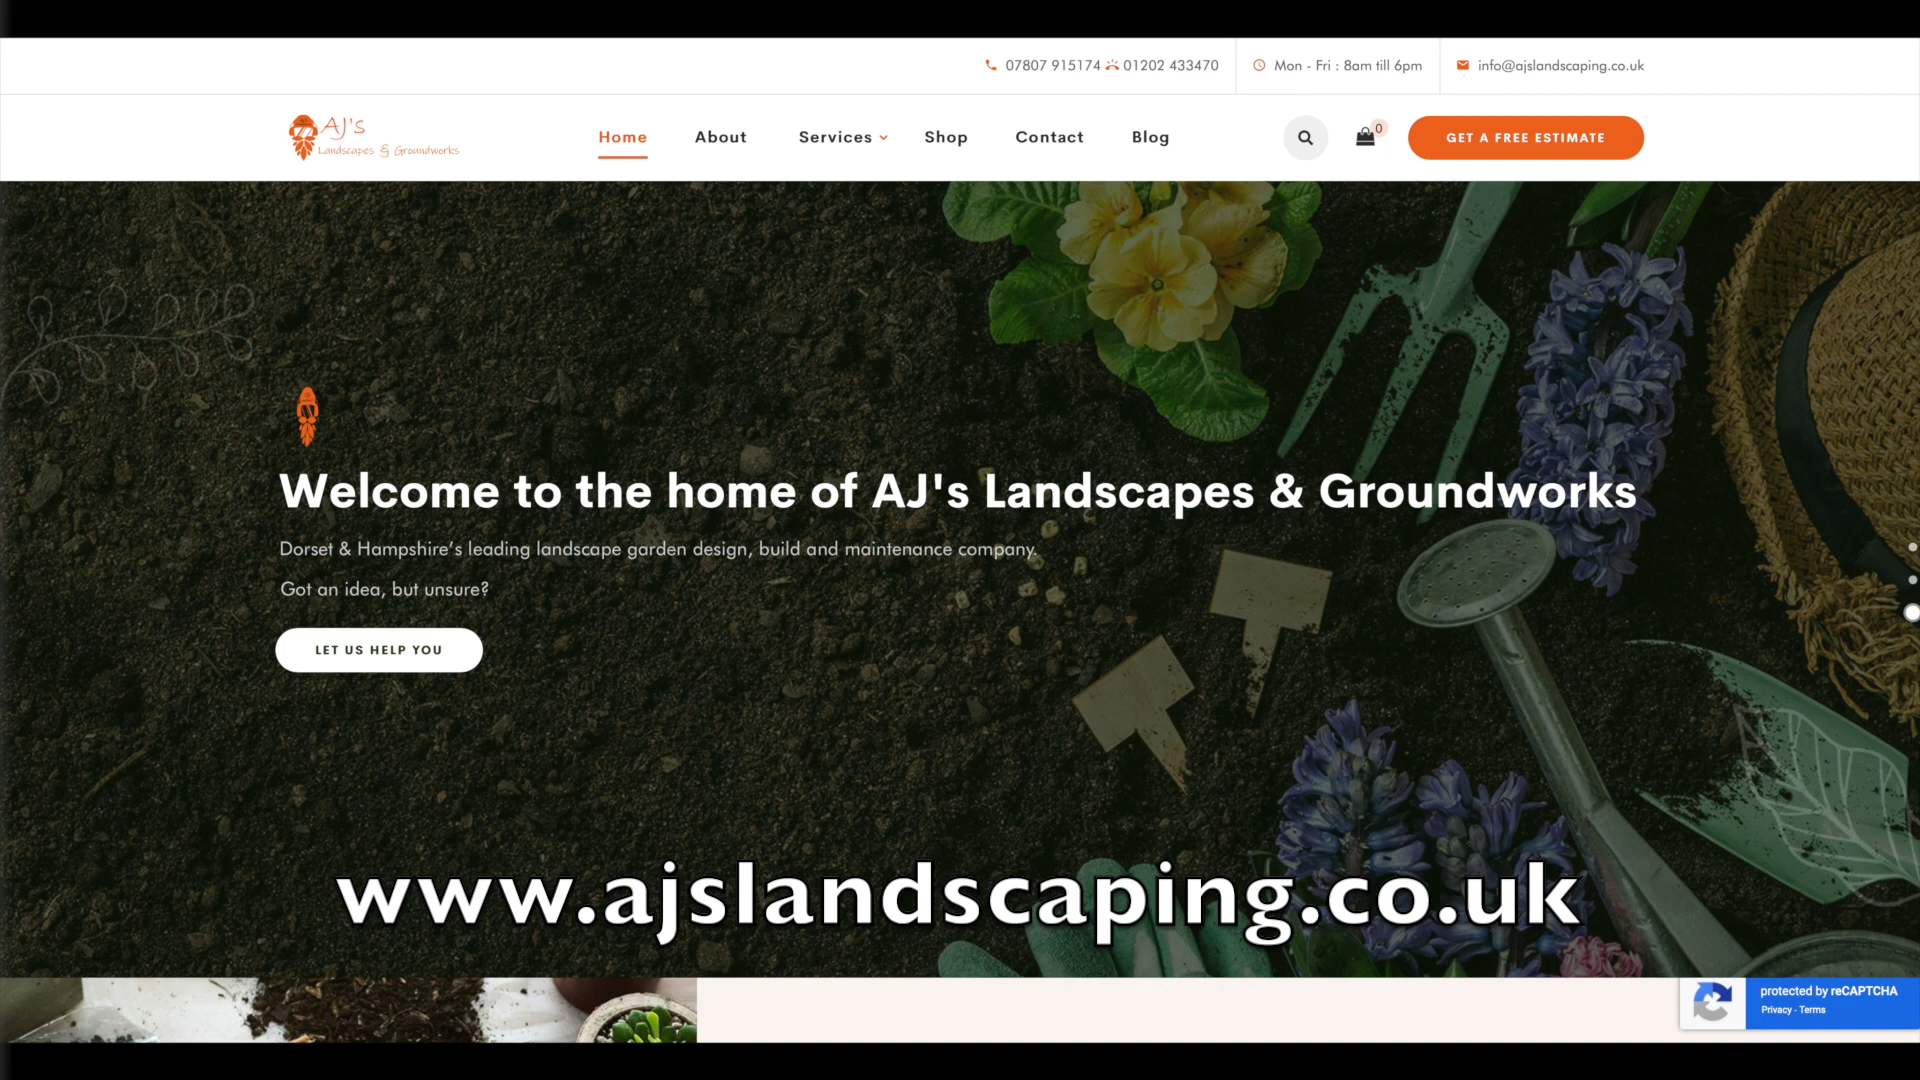 07807 915174 01202 433470
Mon - Fri : 8am till 6pm
info@ajslandscaping.co.uk
AJ's
Landscapes & Groundworks
Home About Services Shop Contact Blog
0
GET A FREE ESTIMATE
Welcome to the home of AJ's Landscapes & Groundworks
Dorset & Hampshire’s leading landscape garden design, build and maintenance company.
Got an idea, but unsure?
LET US HELP YOU
www.ajslandscaping.co.uk
protected by reCAPTCHA
Privacy - Terms